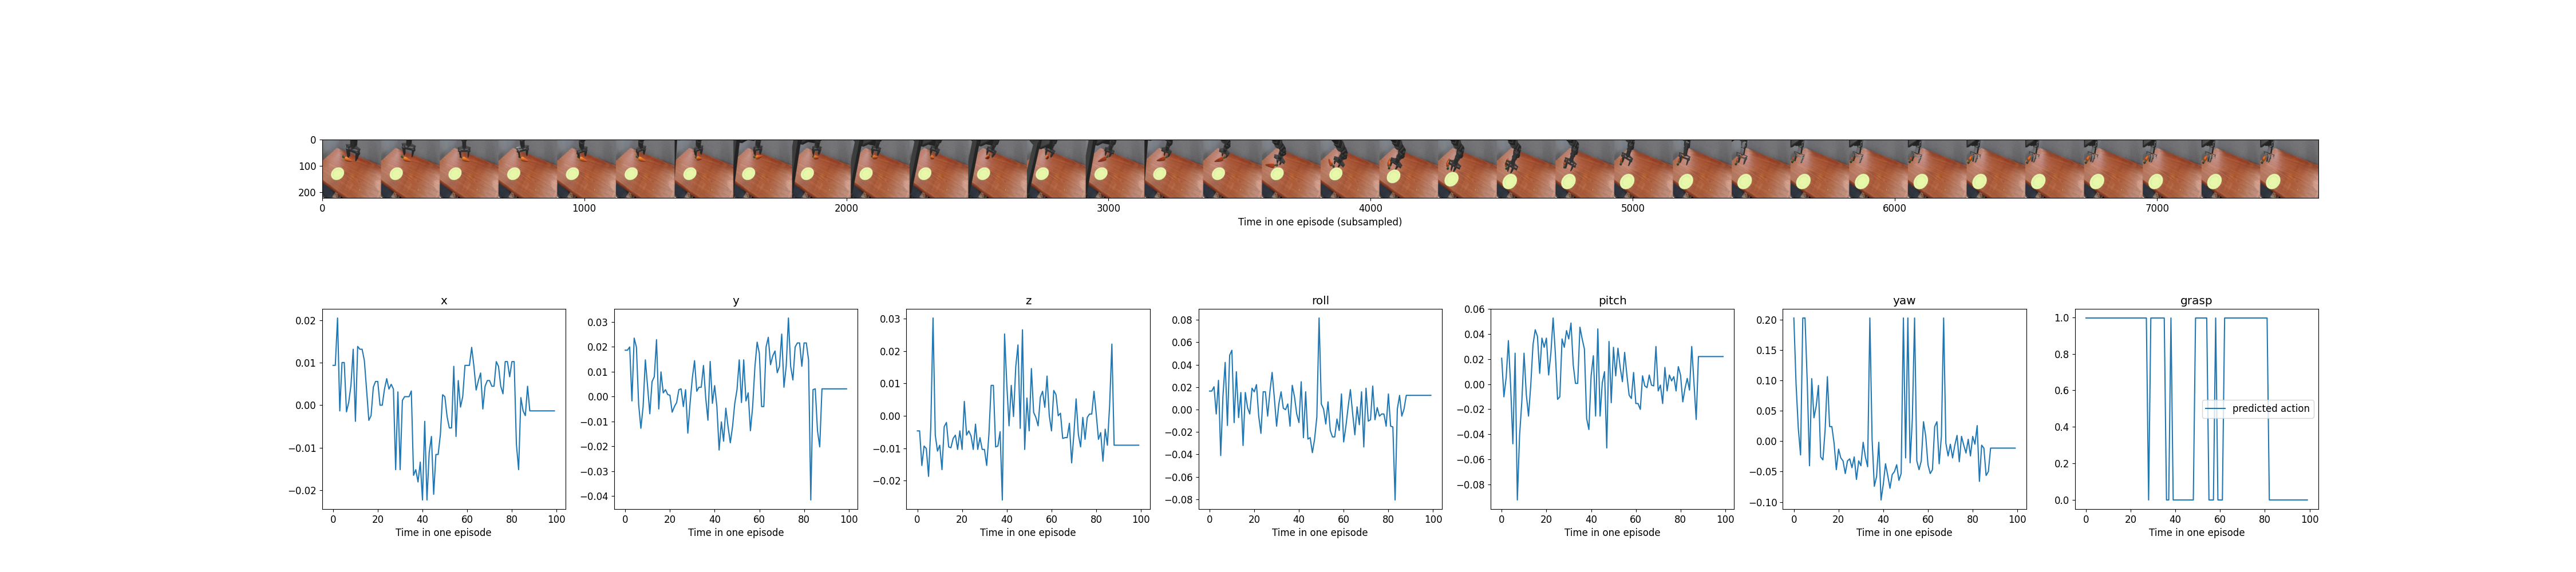 0
100
200
0 1000 2000 3000 4000 5000 6000 7000
Time in one episode (subsampled)
x
0.02
0.01
0.00
−0.01
−0.02
0 20 40 60 80 100
Time in one episode
y
0.03
0.02
0.01
0.00
−0.01
−0.02
−0.03
−0.04
0 20 40 60 80 100
Time in one episode
z
0.03
0.02
0.01
0.00
−0.01
−0.02
0 20 40 60 80 100
Time in one episode
roll
0.08
0.06
0.04
0.02
0.00
−0.02
−0.04
−0.06
−0.08
0 20 40 60 80 100
Time in one episode
pitch
0.06
0.04
0.02
0.00
−0.02
−0.04
−0.06
−0.08
0 20 40 60 80 100
Time in one episode
yaw
0.20
0.15
0.10
0.05
0.00
−0.05
−0.10
0 20 40 60 80 100
Time in one episode
grasp
1.0
0.8
0.6
0.4
0.2
0.0
predicted action
0 20 40 60 80 100
Time in one episode